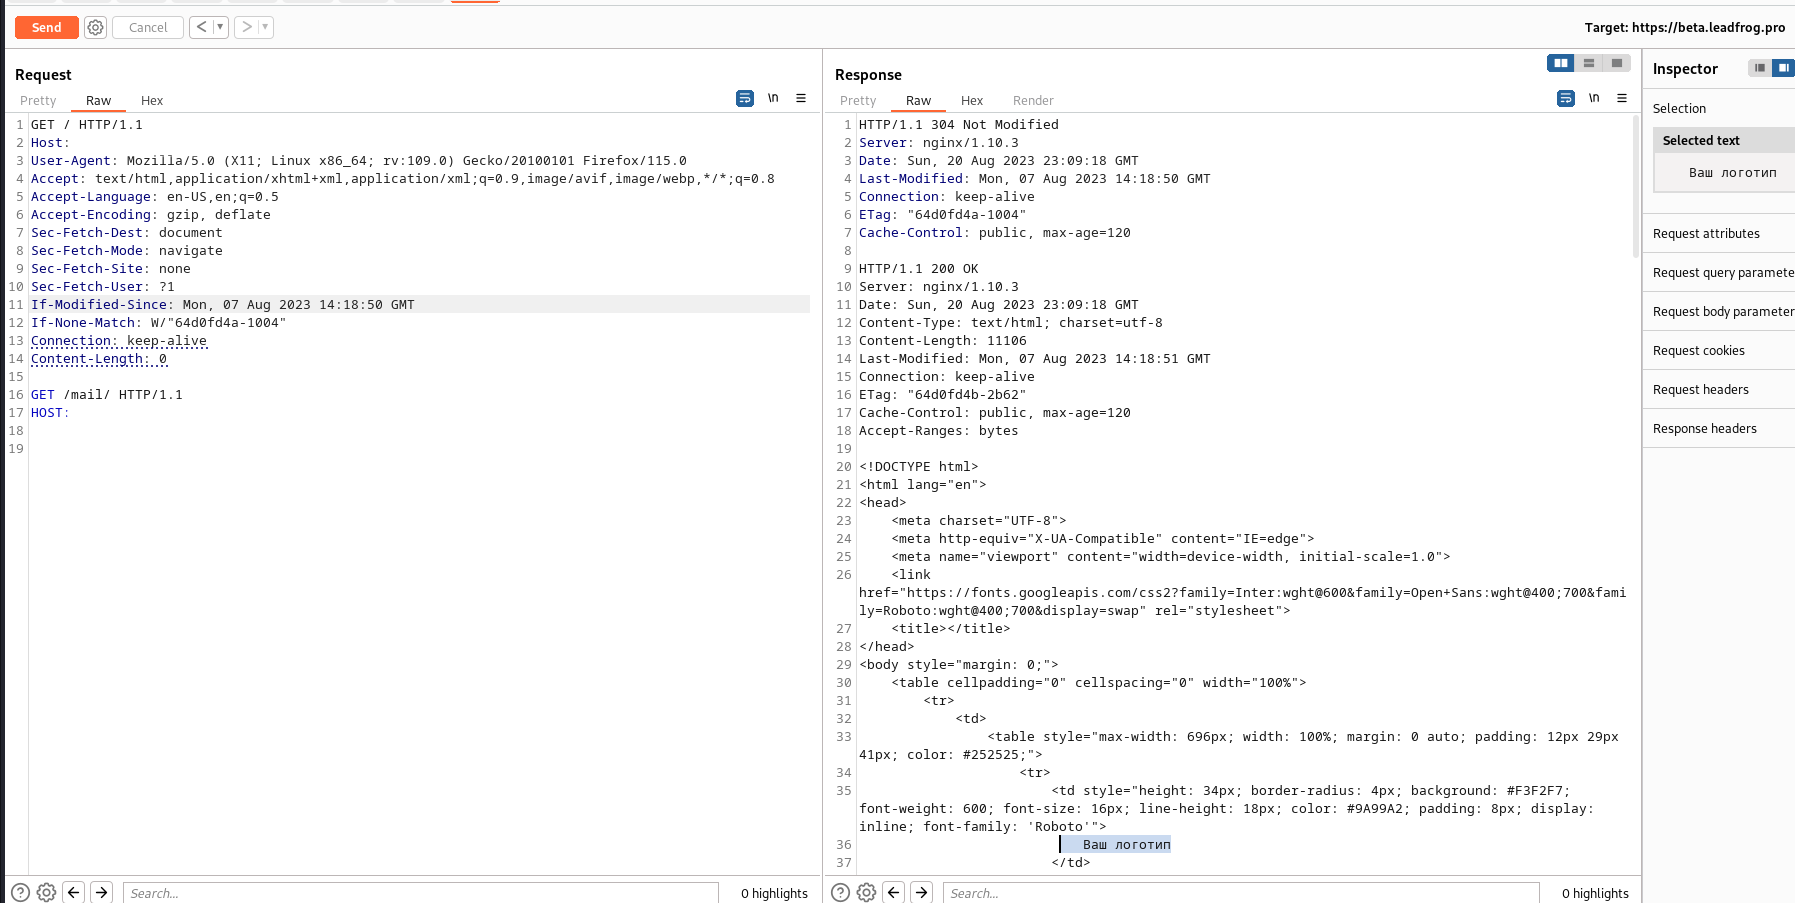 Send
Cancel
<
>
Target: https://beta.leadfrog.pro
Request
Pretty
Raw
Hex
\n
1 GET / HTTP/1.1
2 Host:
3 User-Agent: Mozilla/5.0 (X11; Linux x86_64; rv:109.0) Gecko/20100101 Firefox/115.0
4 Accept: text/html,application/xhtml+xml,application/xml;q=0.9,image/avif,image/webp,*/*;q=0.8
5 Accept-Language: en-US,en;q=0.5
6 Accept-Encoding: gzip, deflate
7 Sec-Fetch-Dest: document
8 Sec-Fetch-Mode: navigate
9 Sec-Fetch-Site: none
10 Sec-Fetch-User: ?1
11 If-Modified-Since: Mon, 07 Aug 2023 14:18:50 GMT
12 If-None-Match: W/"64d0fd4a-1004"
13 Connection: keep-alive
14 Content-Length: 0
15
16 GET /mail/ HTTP/1.1
17 HOST:
18
19
Search...
0 highlights
Response
Pretty
Raw
Hex
Render
\n
1 HTTP/1.1 304 Not Modified
2 Server: nginx/1.10.3
3 Date: Sun, 20 Aug 2023 23:09:18 GMT
4 Last-Modified: Mon, 07 Aug 2023 14:18:50 GMT
5 Connection: keep-alive
6 ETag: "64d0fd4a-1004"
7 Cache-Control: public, max-age=120
8
9 HTTP/1.1 200 OK
10 Server: nginx/1.10.3
11 Date: Sun, 20 Aug 2023 23:09:18 GMT
12 Content-Type: text/html; charset=utf-8
13 Content-Length: 11106
14 Last-Modified: Mon, 07 Aug 2023 14:18:51 GMT
15 Connection: keep-alive
16 ETag: "64d0fd4b-2b62"
17 Cache-Control: public, max-age=120
18 Accept-Ranges: bytes
19
20 <!DOCTYPE html>
21 <html lang="en">
22 <head>
23 <meta charset="UTF-8">
24 <meta http-equiv="X-UA-Compatible" content="IE=edge">
25 <meta name="viewport" content="width=device-width, initial-scale=1.0">
26 <link
href="https://fonts.googleapis.com/css2?family=Inter:wght@600&family=Open+Sans:wght@400;700&fami
ly=Roboto:wght@400;700&display=swap" rel="stylesheet">
27 <title></title>
28 </head>
29 <body style="margin: 0;">
30 <table cellpadding="0" cellspacing="0" width="100%">
31 <tr>
32 <td>
33 <table style="max-width: 696px; width: 100%; margin: 0 auto; padding: 12px 29px
41px; color: #252525;">
34 <tr>
35 <td style="height: 34px; border-radius: 4px; background: #F3F2F7;
font-weight: 600; font-size: 16px; line-height: 18px; color: #9A99A2; padding: 8px; display:
inline; font-family: 'Roboto'">
36 Ваш логотип
37 </td>
Search...
0 highlights
Inspector
Selection
Selected text
Ваш логотип
Request attributes
Request query paramete
Request body parameter
Request cookies
Request headers
Response headers